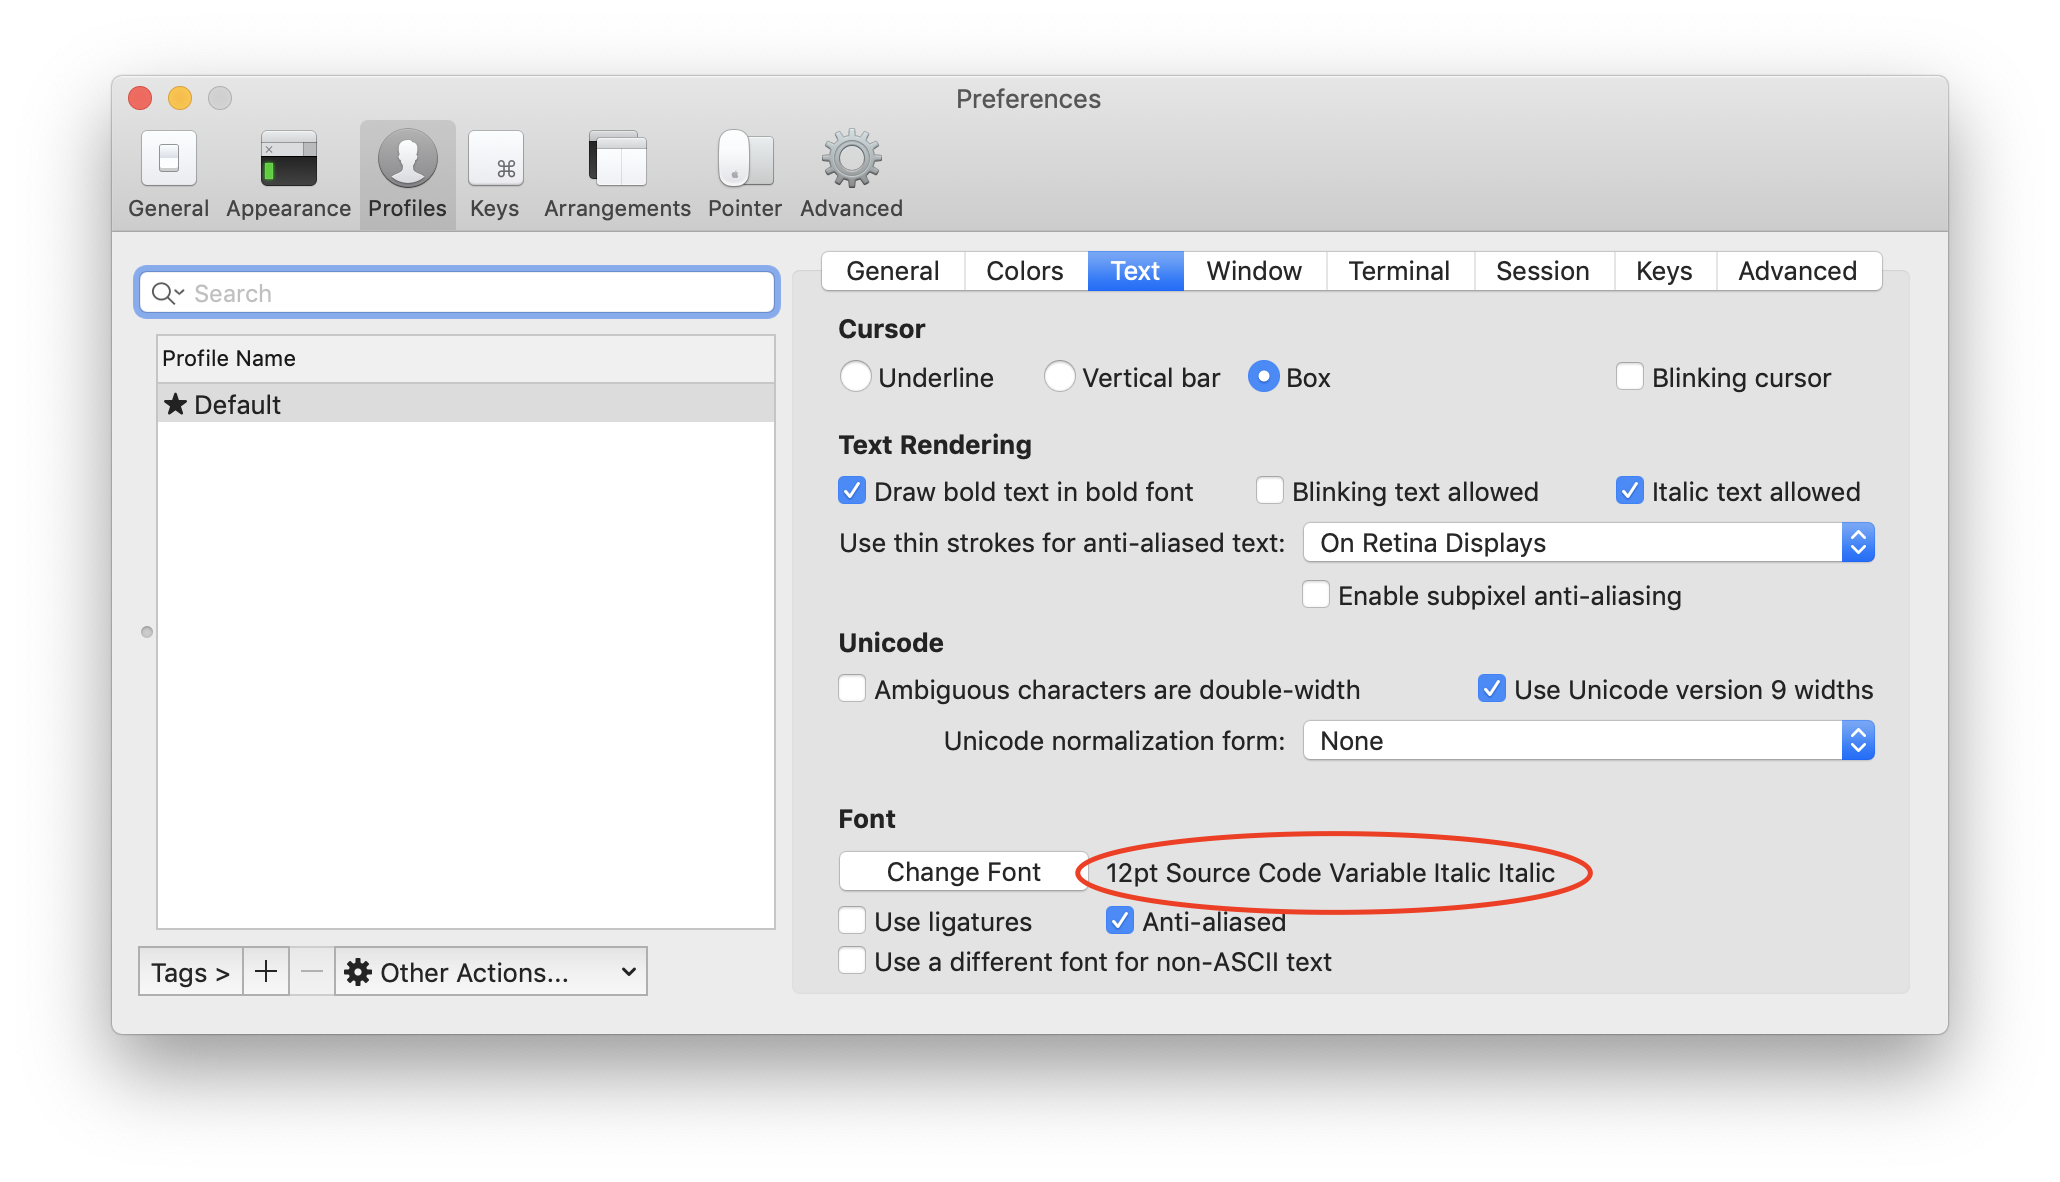 Preferences
General Appearance Profiles Keys Arrangements Pointer Advanced
Search
Profile Name
★ Default
Tags > + − Other Actions...
General Colors Text Window Terminal Session Keys Advanced
Cursor
Underline Vertical bar Box Blinking cursor
Text Rendering
Draw bold text in bold font Blinking text allowed Italic text allowed
Use thin strokes for anti-aliased text: On Retina Displays
Enable subpixel anti-aliasing
Unicode
Ambiguous characters are double-width Use Unicode version 9 widths
Unicode normalization form: None
Font
Change Font 12pt Source Code Variable Italic Italic
Use ligatures Anti-aliased
Use a different font for non-ASCII text